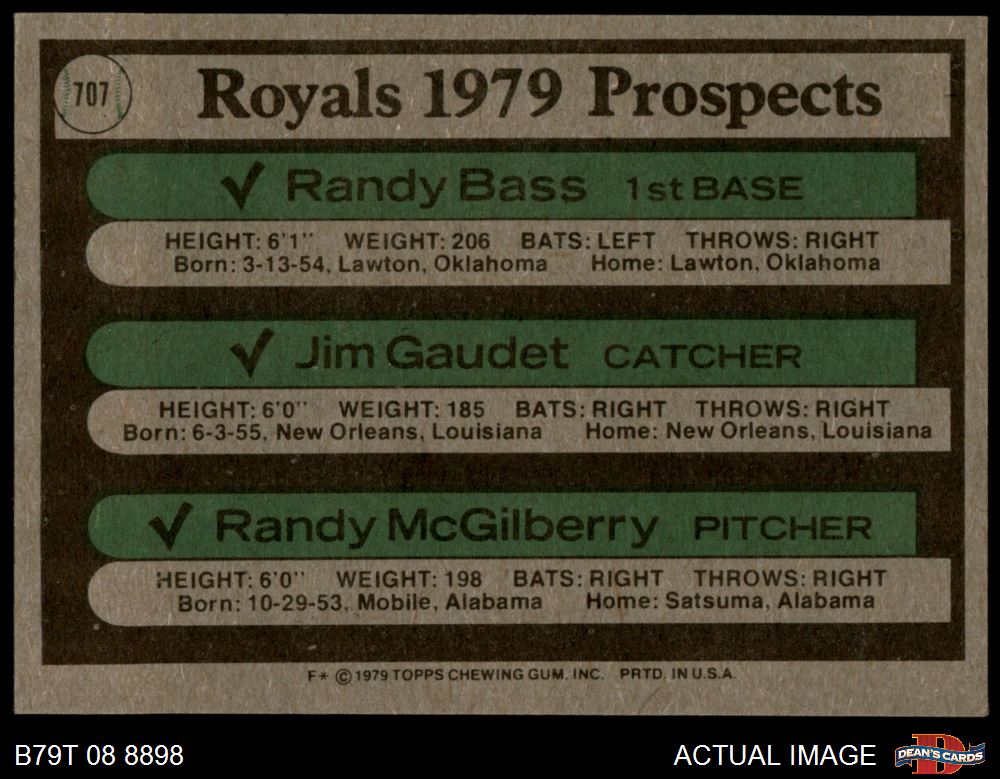 707
Royals 1979 Prospects
✓ Randy Bass 1st BASE
HEIGHT: 6'1" WEIGHT: 206 BATS: LEFT THROWS: RIGHT
Born: 3-13-54, Lawton, Oklahoma Home: Lawton, Oklahoma
✓ Jim Gaudet CATCHER
HEIGHT: 6'0" WEIGHT: 185 BATS: RIGHT THROWS: RIGHT
Born: 6-3-55, New Orleans, Louisiana Home: New Orleans, Louisiana
✓ Randy McGilberry PITCHER
HEIGHT: 6'0" WEIGHT: 198 BATS: RIGHT THROWS: RIGHT
Born: 10-29-53, Mobile, Alabama Home: Satsuma, Alabama
F* © 1979 TOPPS CHEWING GUM, INC. PRTD. IN U.S.A.
B79T 08 8898 ACTUAL IMAGE DEAN'S CARDS